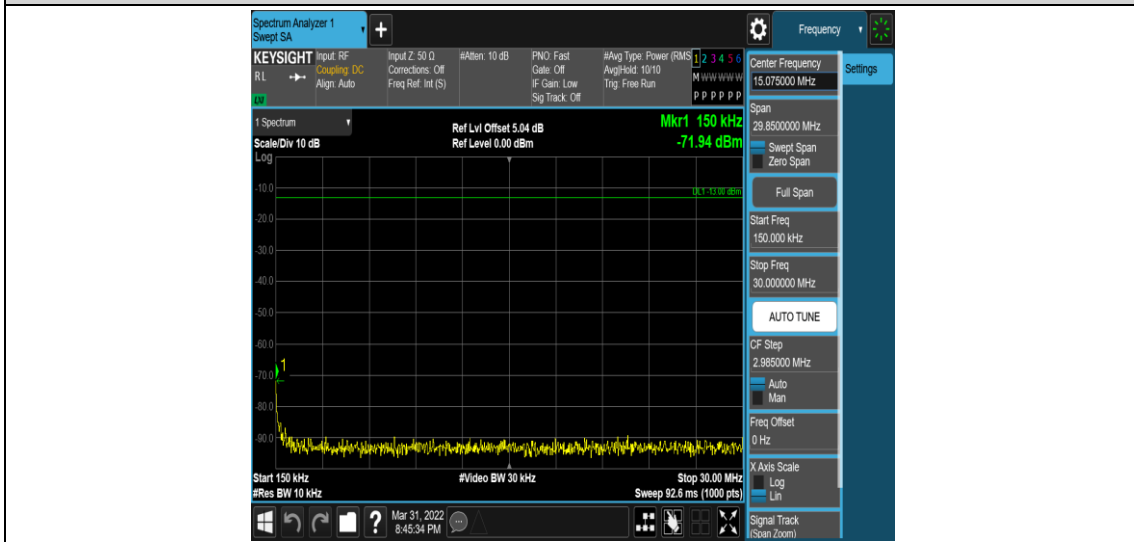 Spectrum Analyzer 1
Swept SA
+
Frequency
KEYSIGHT
RL
Input: RF
Coupling: DC
Align: Auto
Input Z: 50 Ω
Corrections: Off
Freq Ref: Int (S)
#Atten: 10 dB
PNO: Fast
Gate: Off
IF Gain: Low
Sig Track: Off
#Avg Type: Power (RMS
Avg|Hold: 10/10
Trig: Free Run
1 2 3 4 5 6
M W W W W W
P P P P P P
Center Frequency
15.075000 MHz
Settings
Span
29.8500000 MHz
Swept Span
Zero Span
Full Span
Start Freq
150.000 kHz
Stop Freq
30.000000 MHz
AUTO TUNE
CF Step
2.985000 MHz
Auto
Man
Freq Offset
0 Hz
X Axis Scale
Log
Lin
Signal Track
(Span Zoom)
1 Spectrum
Scale/Div 10 dB
Log
Ref Lvl Offset 5.04 dB
Ref Level 0.00 dBm
Mkr1 150 kHz
-71.94 dBm
DL1 -13.00 dBm
-10.0
-20.0
-30.0
-40.0
-50.0
-60.0
-70.0
-80.0
-90.0
1
Start 150 kHz
#Res BW 10 kHz
#Video BW 30 kHz
Stop 30.00 MHz
Sweep 92.6 ms (1000 pts)
?
Mar 31, 2022
8:45:34 PM